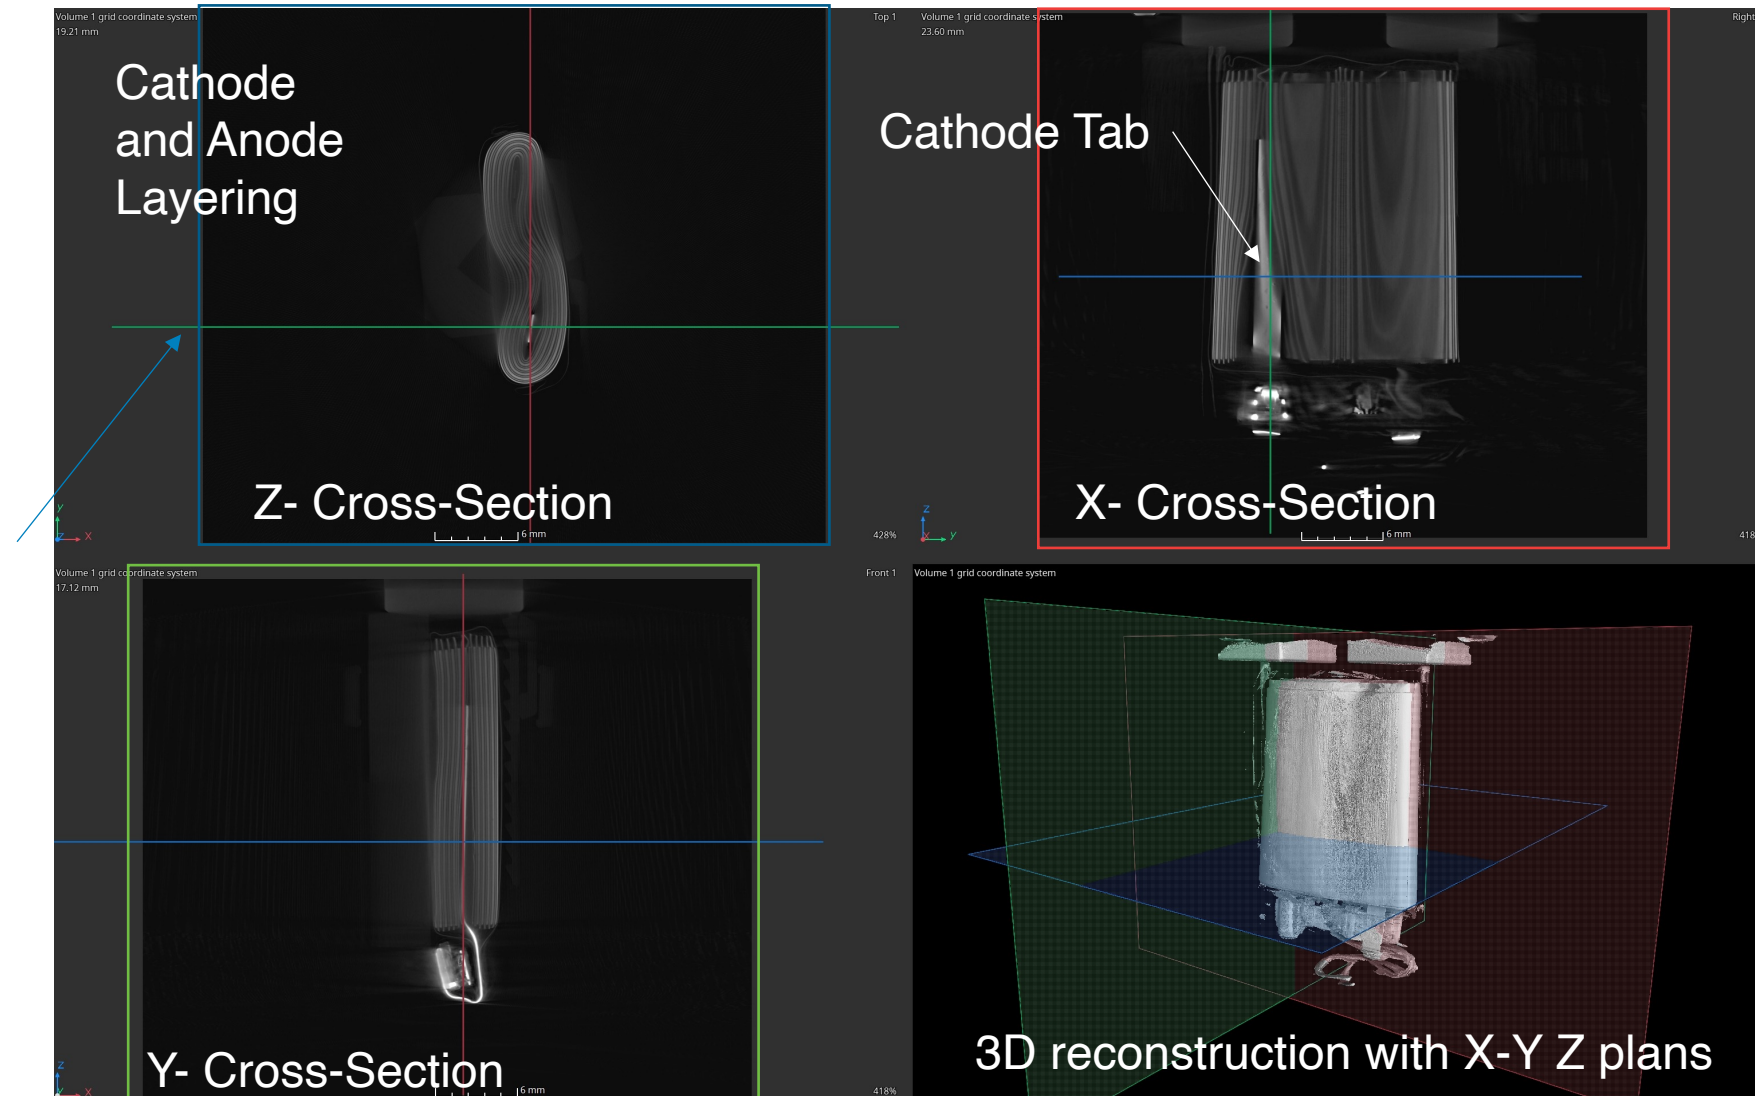 Volume 1 grid coordinate system
Top 1
19.21 mm
Cathode
and Anode
Layering
Z- Cross-Section
y
z
x
6 mm
428%
Volume 1 grid coordinate system
Right
23.60 mm
Cathode Tab
X- Cross-Section
z
x
y
6 mm
418
Volume 1 grid coordinate system
Front 1
17.12 mm
Y- Cross-Section
z
y
x
6 mm
418%
Volume 1 grid coordinate system
3D reconstruction with X-Y Z plans